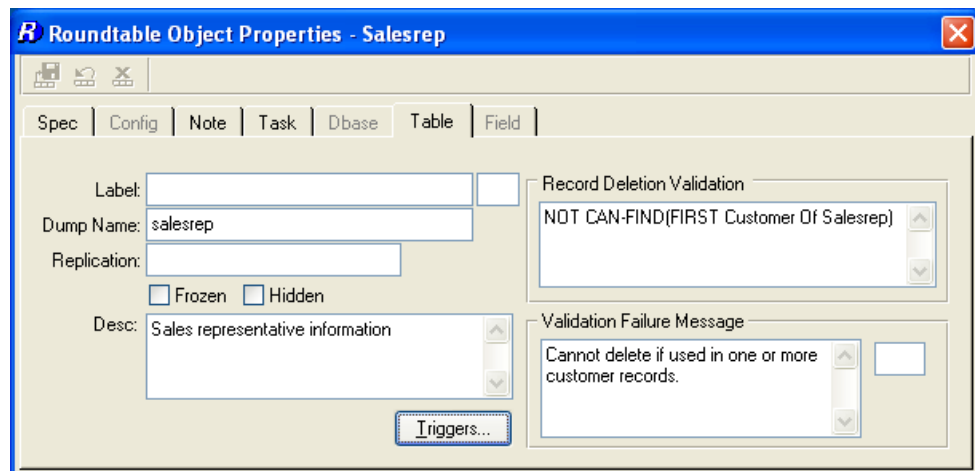 Roundtable Object Properties - Salesrep
Spec Config Note Task Dbase Table Field
Label:
Dump Name: salesrep
Replication:
Frozen Hidden
Desc: Sales representative information
Triggers...
Record Deletion Validation
NOT CAN-FIND(FIRST Customer Of Salesrep)
Validation Failure Message
Cannot delete if used in one or more
customer records.